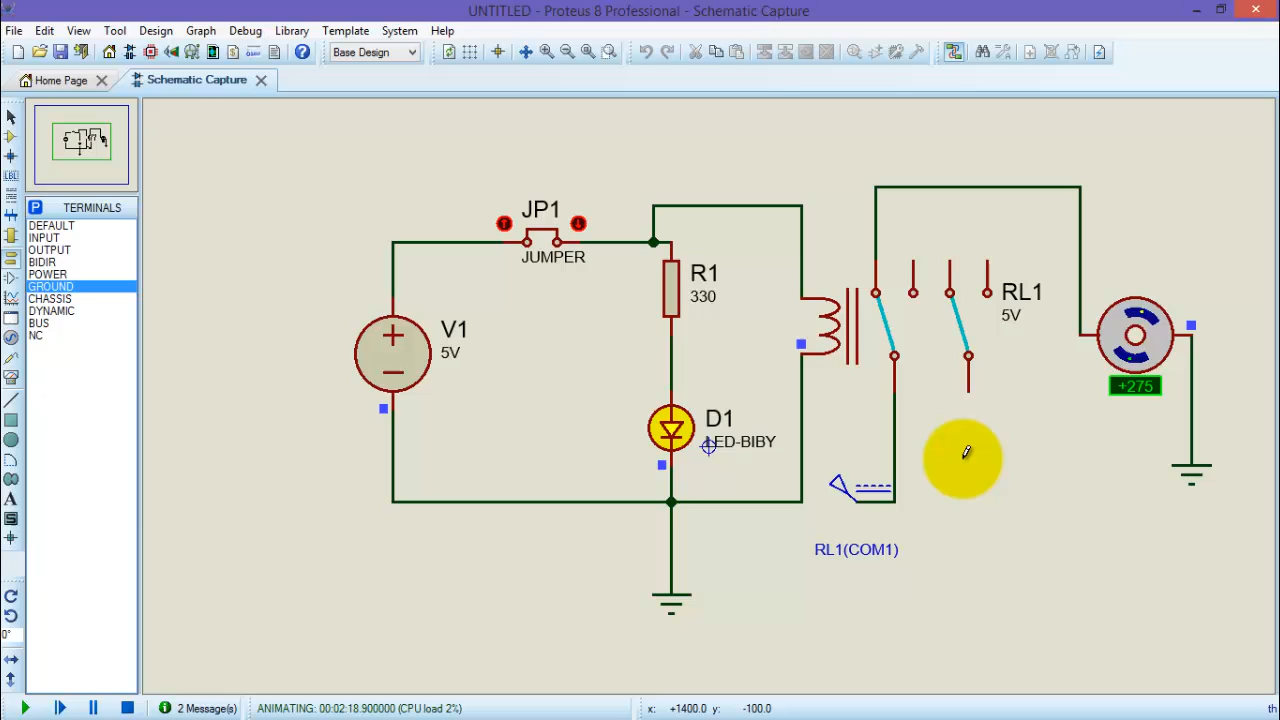 UNTITLED - Proteus 8 Professional - Schematic Capture
File Edit View Tool Design Graph Debug Library Template System Help
Base Design
Home Page Schematic Capture
P TERMINALS
DEFAULT
INPUT
OUTPUT
BIDIR
POWER
GROUND
CHASSIS
DYNAMIC
BUS
NC
LBL
A
S
0°
JP1
JUMPER
R1
330
V1
5V
D1
LED-BIBY
RL1
5V
+275
RL1(COM1)
2 Message(s) ANIMATING: 00:02:18.900000 (CPU load 2%) x: +1400.0 y: -100.0 th